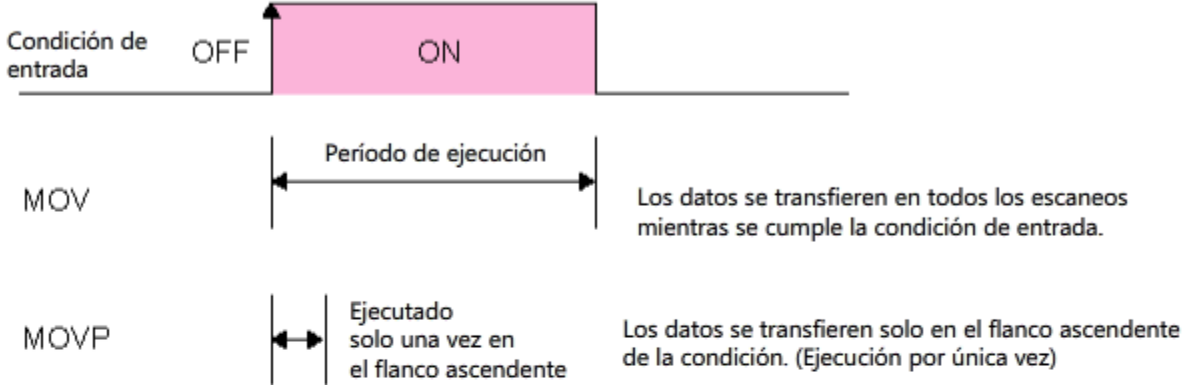 Condición de
entrada
OFF
ON
Período de ejecución
MOV
Los datos se transfieren en todos los escaneos
mientras se cumple la condición de entrada.
MOVP
Ejecutado
solo una vez en
el flanco ascendente
Los datos se transfieren solo en el flanco ascendente
de la condición. (Ejecución por única vez)